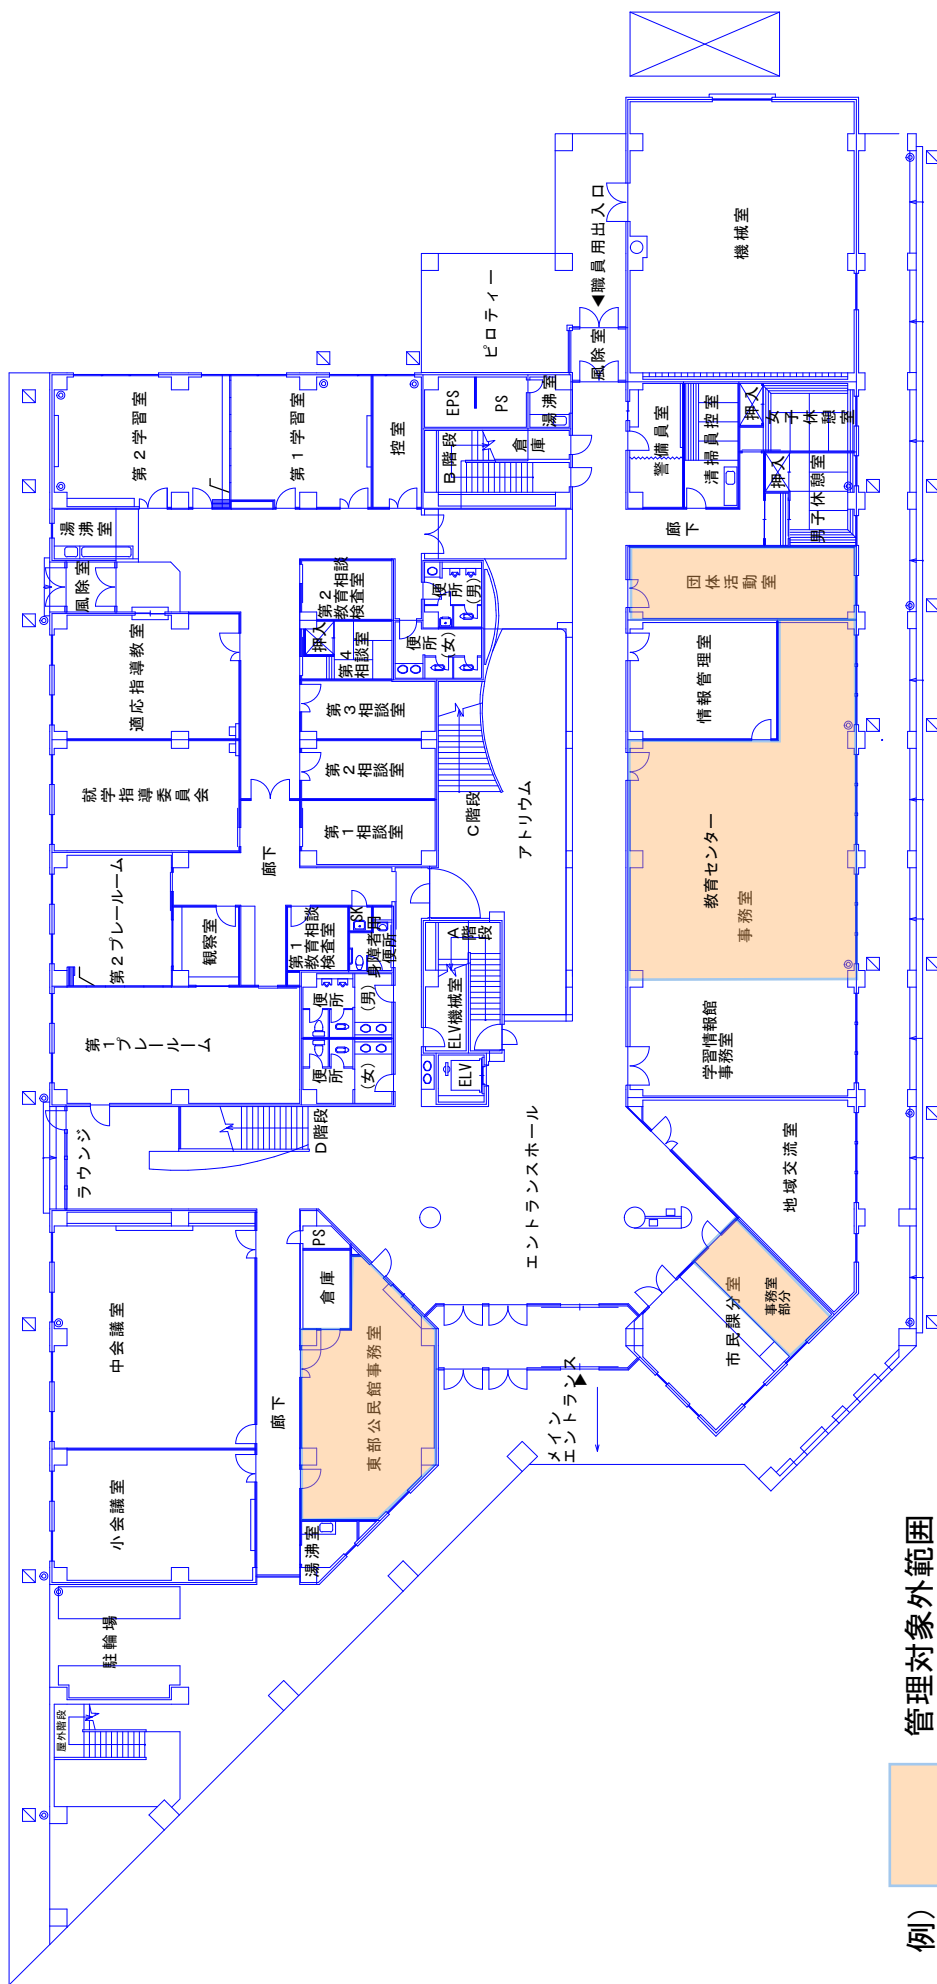 機械室
▲職員用出入口
風除室
ピロティー
第2学習室
第1学習室
控室
EPS
PS
湯沸室
B階段
倉庫
警備員室
清掃員控室
押入
女子休憩室
押入
男子休憩室
廊下
湯沸室
風除室
第2
教育相談
検査室
押入
第4
相談室
便所
(男)
便所
(女)
団体
活動
室
適応指導教室
情報管理室
第3
相談室
第2
相談室
第1
相談室
就学
指導
委員会
C階段
アトリウム
教育センター
事務室
廊下
第2プレールーム
観察室
第1
教育相談
検査室
SK
身障者用
便所
A階段
ELV機械室
第1
プレールーム
便所
(男)
便所
(女)
ELV
学習情報館
事務室
ラウンジ
D階段
エントランスホール
地域交流室
中会議室
PS
倉庫
東部公民館事務室
市民課分室
事務室
部分
廊下
メイン
エントランス
▲
小会議室
湯沸室
駐輪場
屋外階段
例)
管理対象外範囲